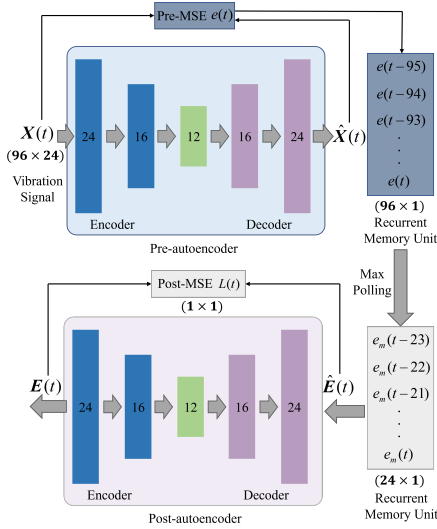 Pre-MSE e(t)
e(t−95)
e(t−94)
e(t−93)
.
.
.
e(t)
(96 × 1)
Recurrent
Memory Unit
X(t)
(96 × 24)
Vibration
Signal
24
16
12
16
24
X̂(t)
Encoder
Decoder
Pre-autoencoder
Max
Polling
Post-MSE L(t)
(1 × 1)
e_m(t−23)
e_m(t−22)
e_m(t−21)
.
.
.
e_m(t)
(24 × 1)
Recurrent
Memory Unit
E(t)
24
16
12
16
24
Ê(t)
Encoder
Decoder
Post-autoencoder